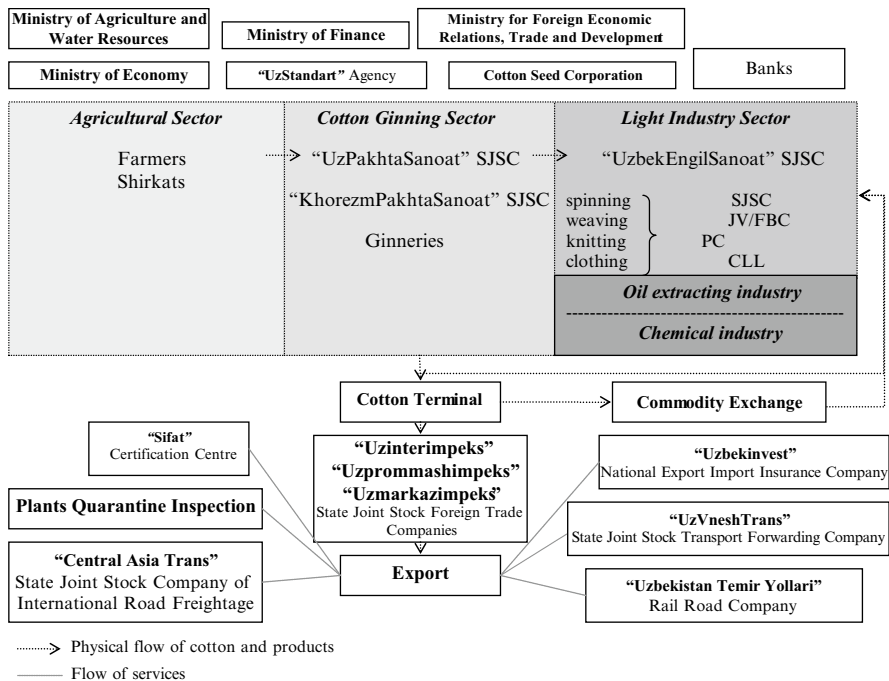 Ministry of Agriculture and
Water Resources
Ministry of Finance
Ministry for Foreign Economic
Relations, Trade and Development
Ministry of Economy
“UzStandart” Agency
Cotton Seed Corporation
Banks
Agricultural Sector
Cotton Ginning Sector
Light Industry Sector
Farmers
Shirkats
“UzPakhtaSanoat” SJSC
“KhorezmPakhtaSanoat” SJSC
Ginneries
“UzbekEngilSanoat” SJSC
spinning
weaving
knitting
clothing
SJSC
JV/FBC
PC
CLL
Oil extracting industry
Chemical industry
Cotton Terminal
Commodity Exchange
“Sifat”
Certification Centre
Plants Quarantine Inspection
“Central Asia Trans”
State Joint Stock Company of
International Road Freightage
“Uzinterimpeks”
“Uzprommashimpeks”
“Uzmarkazimpeks”
State Joint Stock Foreign Trade
Companies
Export
“Uzbekinvest”
National Export Import Insurance Company
“UzVneshTrans”
State Joint Stock Transport Forwarding Company
“Uzbekistan Temir Yollari”
Rail Road Company
Physical flow of cotton and products
Flow of services